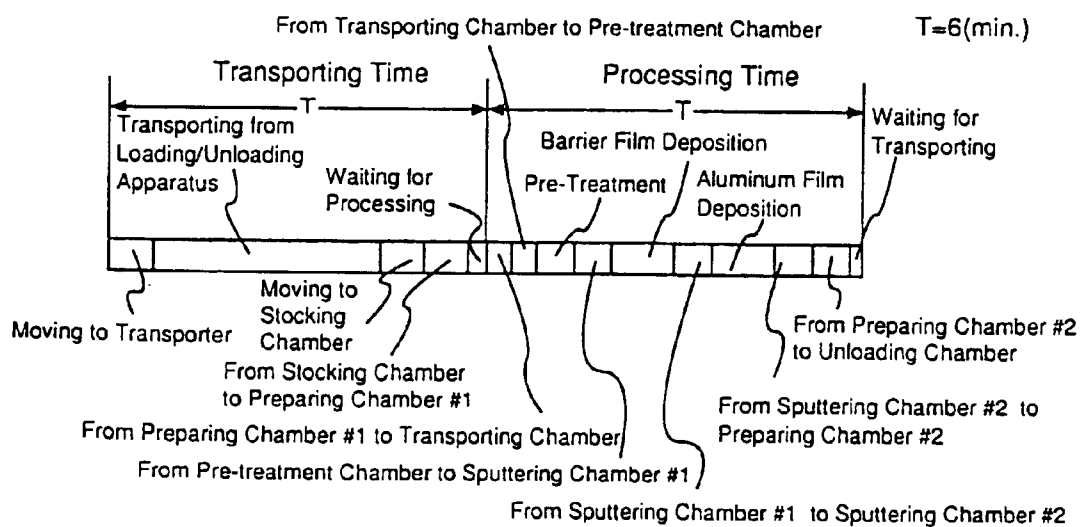 From Transporting Chamber to Pre-treatment Chamber
T=6(min.)
Transporting Time
Processing Time
T
T
Waiting for
Transporting
Transporting from
Loading/Unloading
Apparatus
Barrier Film Deposition
Waiting for
Processing
Pre-Treatment
Aluminum Film
Deposition
Moving to Transporter
Moving to
Stocking
Chamber
From Preparing Chamber #2
to Unloading Chamber
From Stocking Chamber
to Preparing Chamber #1
From Sputtering Chamber #2 to
Preparing Chamber #2
From Preparing Chamber #1 to Transporting Chamber
From Pre-treatment Chamber to Sputtering Chamber #1
From Sputtering Chamber #1 to Sputtering Chamber #2